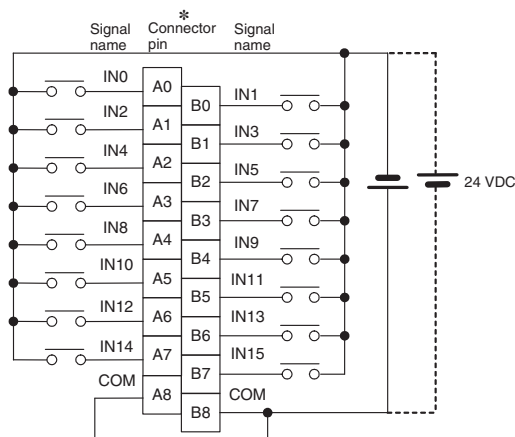 *
Signal name Connector pin Signal name
IN0 A0
B0 IN1
IN2 A1
B1 IN3
IN4 A2
B2 IN5
IN6 A3
B3 IN7
IN8 A4
B4 IN9
IN10 A5
B5 IN11
IN12 A6
B6 IN13
IN14 A7
B7 IN15
COM A8
B8 COM
24 VDC